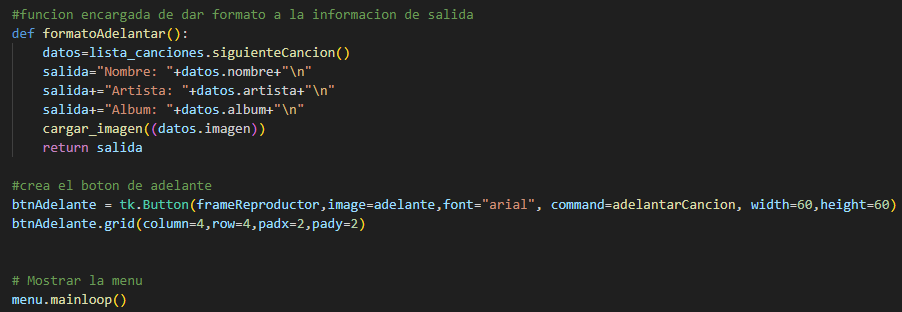 #funcion encargada de dar formato a la informacion de salida
def formatoAdelantar():
    datos=lista_canciones.siguienteCancion()
    salida="Nombre: "+datos.nombre+"\n"
    salida+="Artista: "+datos.artista+"\n"
    salida+="Album: "+datos.album+"\n"
    cargar_imagen((datos.imagen))
    return salida

#crea el boton de adelante
btnAdelante = tk.Button(frameReproductor,image=adelante,font="arial", command=adelantarCancion, width=60,height=60)
btnAdelante.grid(column=4,row=4,padx=2,pady=2)

# Mostrar la menu
menu.mainloop()